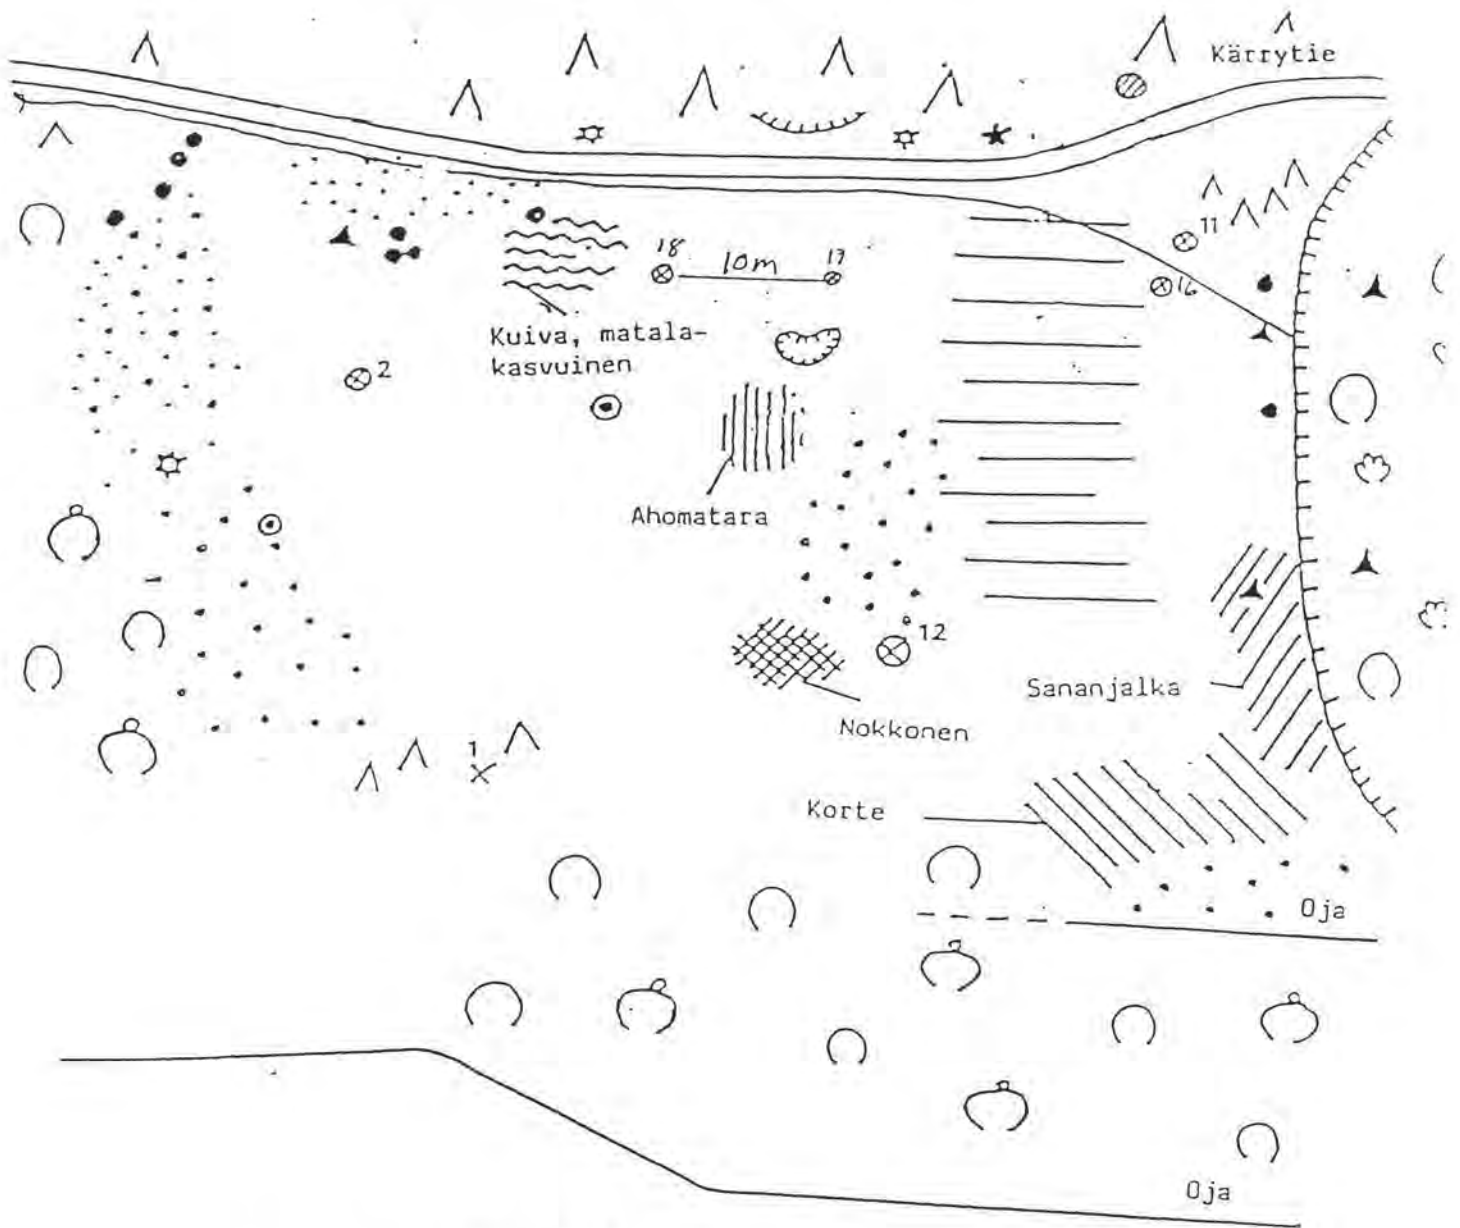 Kärrytie
11
18
10m
17
16
Kuiva, matala-
kasvuinen
2
Ahomatara
12
Sananjalka
Nokkonen
1
Korte
Oja
Oja